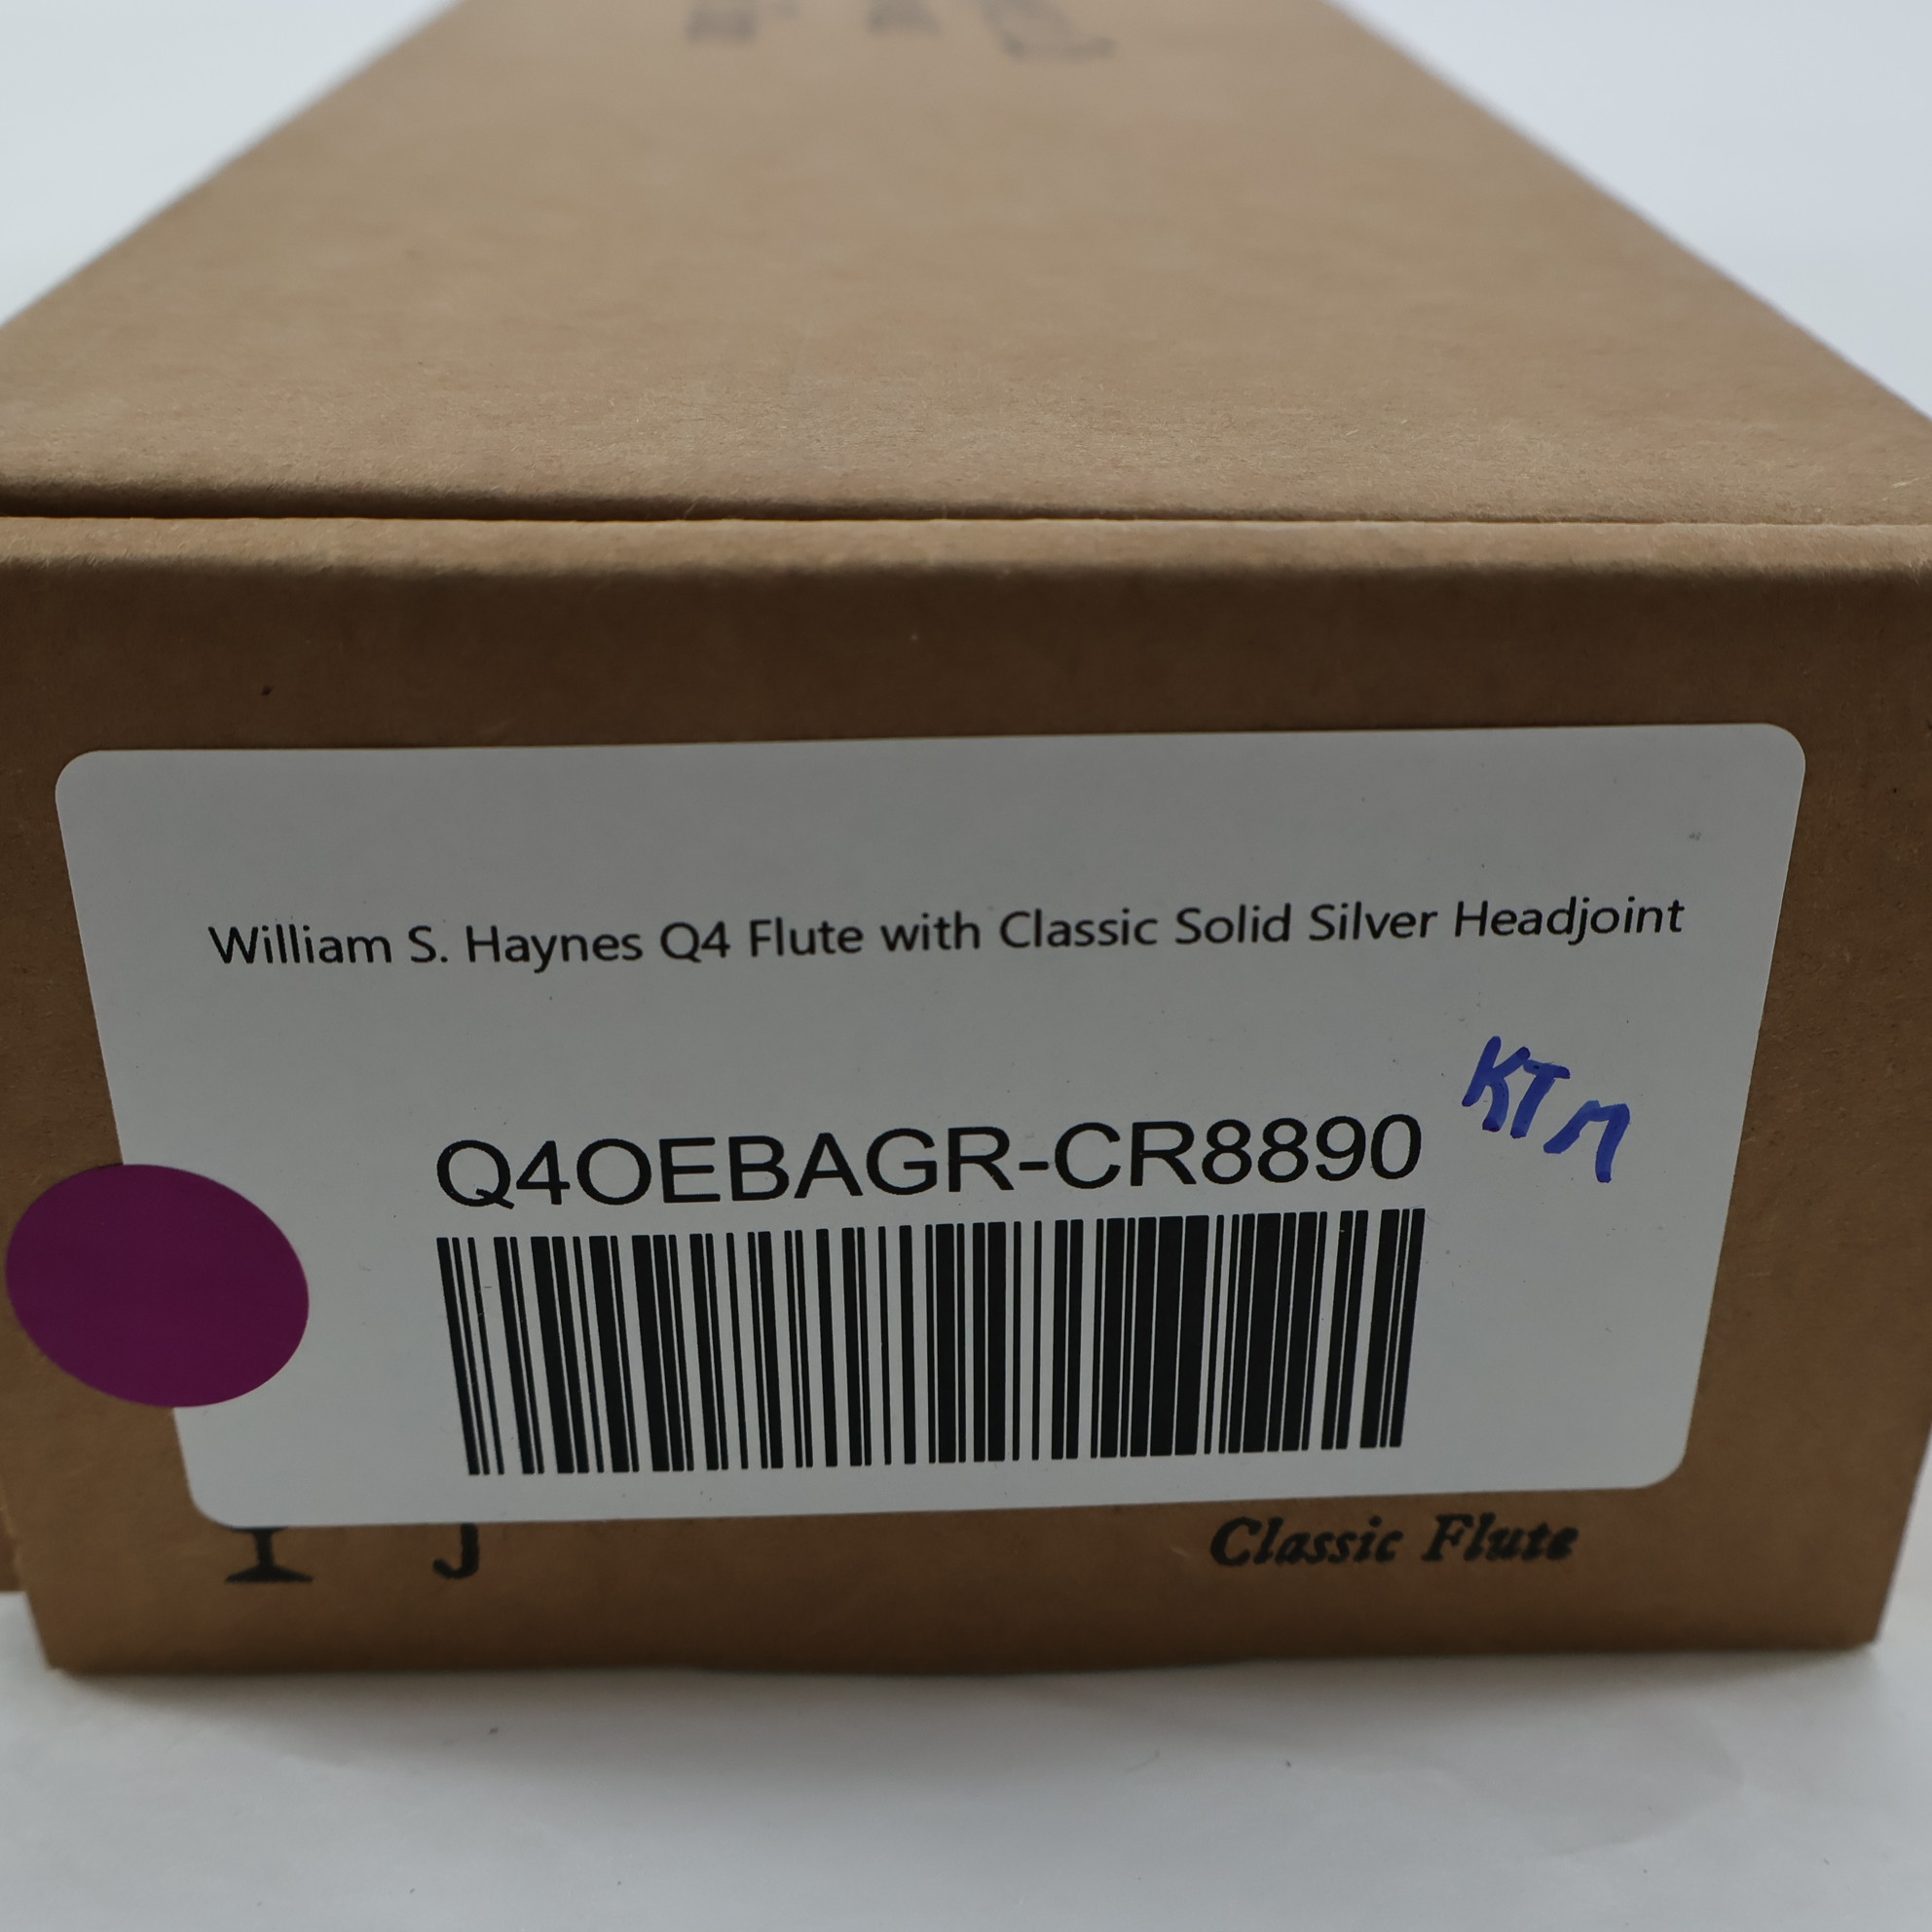 William S. Haynes Q4 Flute with Classic Solid Silver Headjoint
KTM
Q4OEBAGR-CR8890
Classic Flute